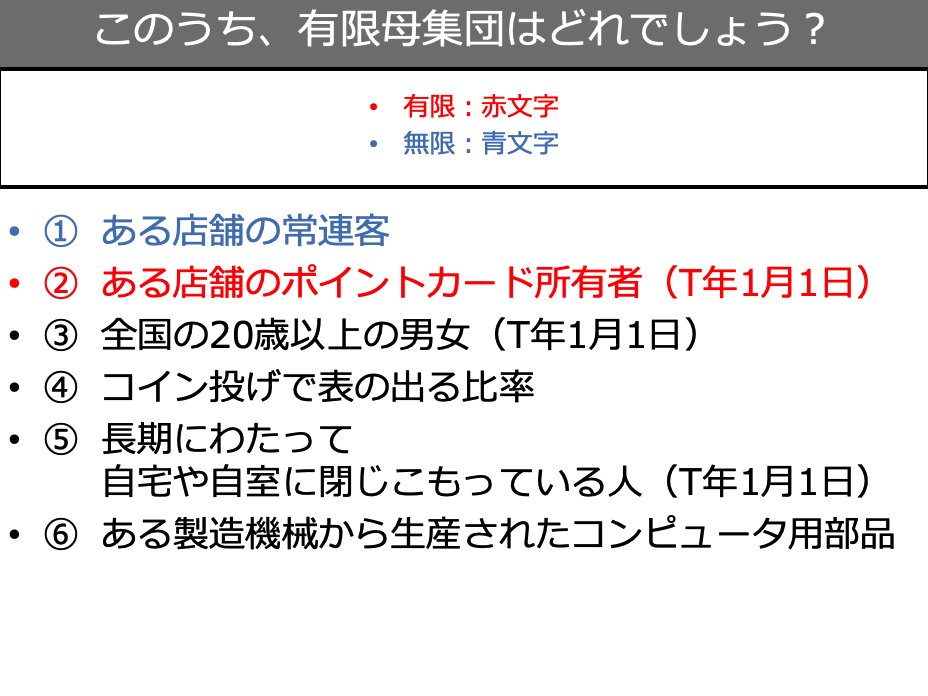 このうち、有限母集団はどれでしょう？
• 有限：赤文字
• 無限：青文字
• ① ある店舗の常連客
• ② ある店舗のポイントカード所有者（T年1月1日）
• ③ 全国の20歳以上の男女（T年1月1日）
• ④ コイン投げで表の出る比率
• ⑤ 長期にわたって
自宅や自室に閉じこもっている人（T年1月1日）
• ⑥ ある製造機械から生産されたコンピュータ用部品